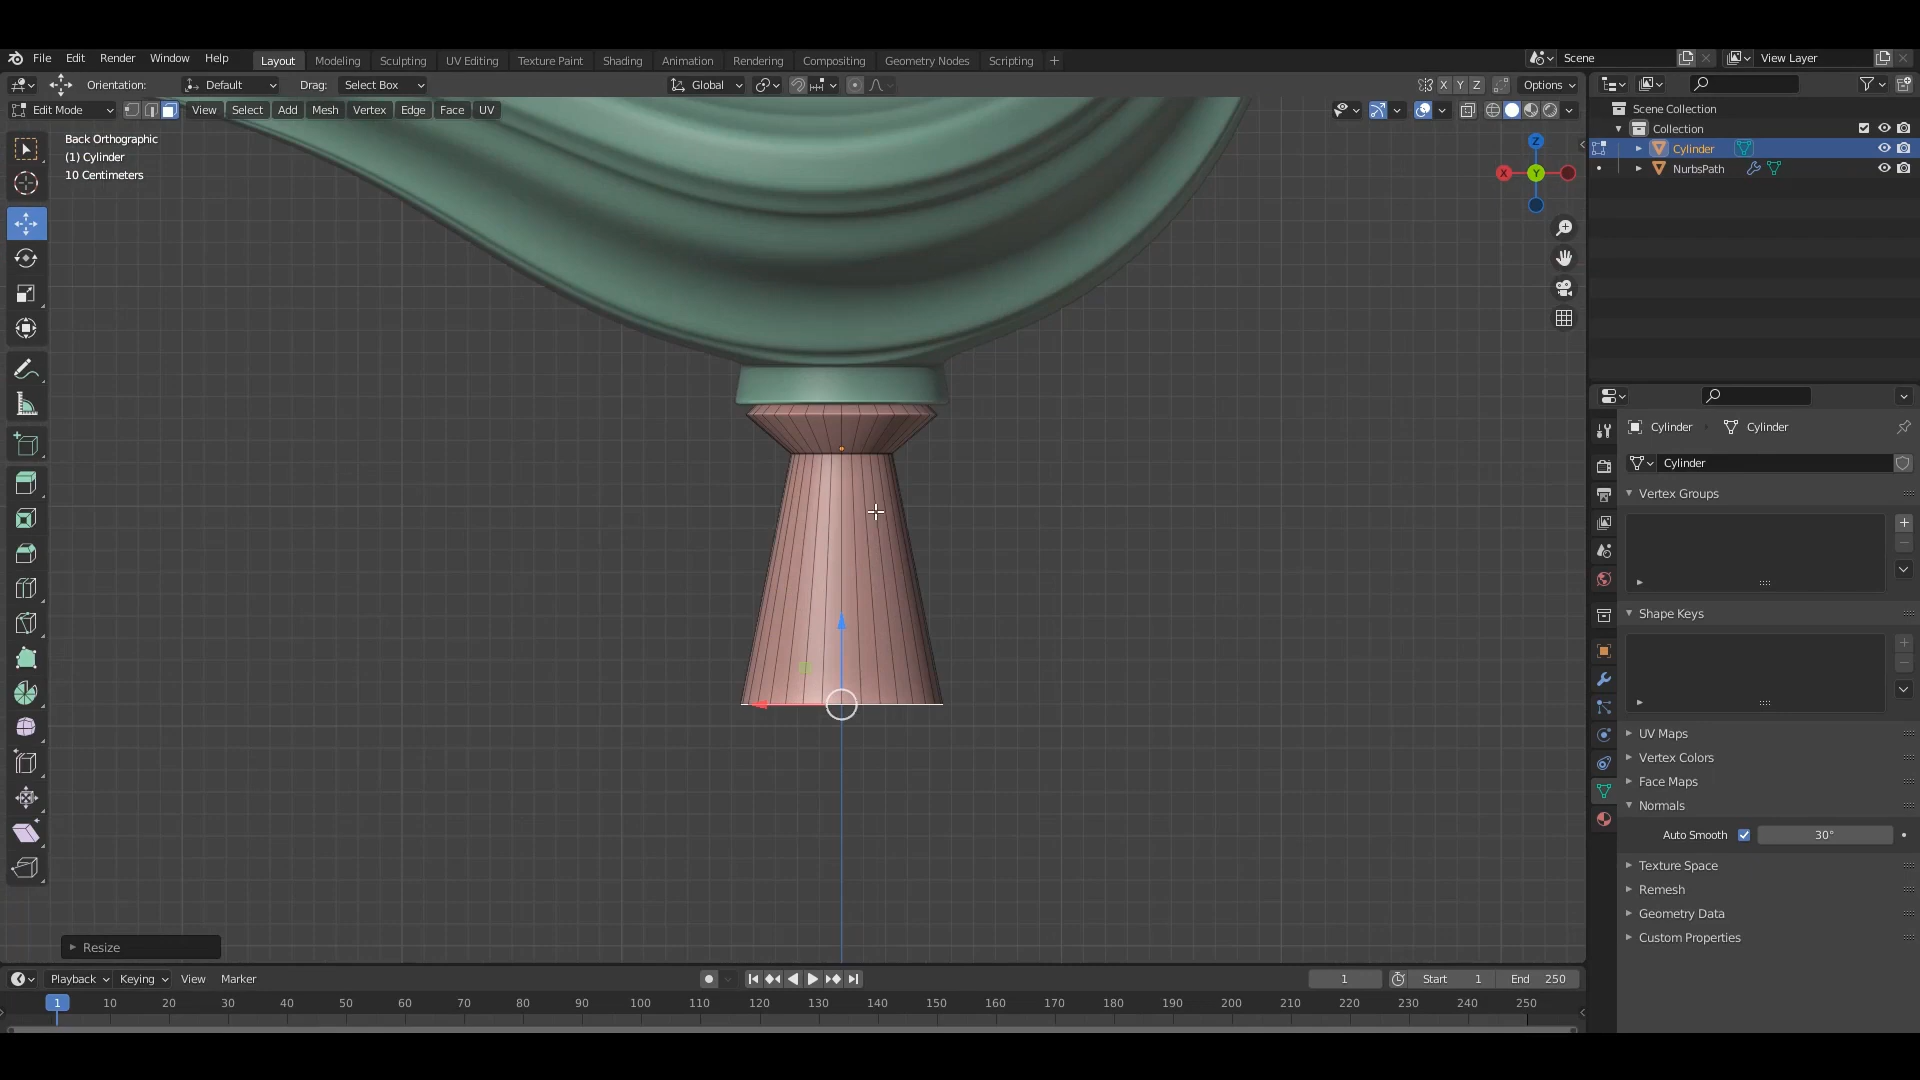 File Edit Render Window Help Layout Modeling Sculpting UV Editing Texture Paint Shading Animation Rendering Compositing Geometry Nodes Scripting + Scene View Layer
Orientation: Default Drag: Select Box Global X Y Z Options
Edit Mode View Select Add Mesh Vertex Edge Face UV
Back Orthographic
(1) Cylinder
10 Centimeters
Z
X Y
Resize
Scene Collection
Collection
Cylinder
NurbsPath
Cylinder Cylinder
Cylinder
Vertex Groups
Shape Keys
UV Maps
Vertex Colors
Face Maps
Normals
Auto Smooth 30°
Texture Space
Remesh
Geometry Data
Custom Properties
Playback Keying View Marker 1 Start 1 End 250
1 10 20 30 40 50 60 70 80 90 100 110 120 130 140 150 160 170 180 190 200 210 220 230 240 250